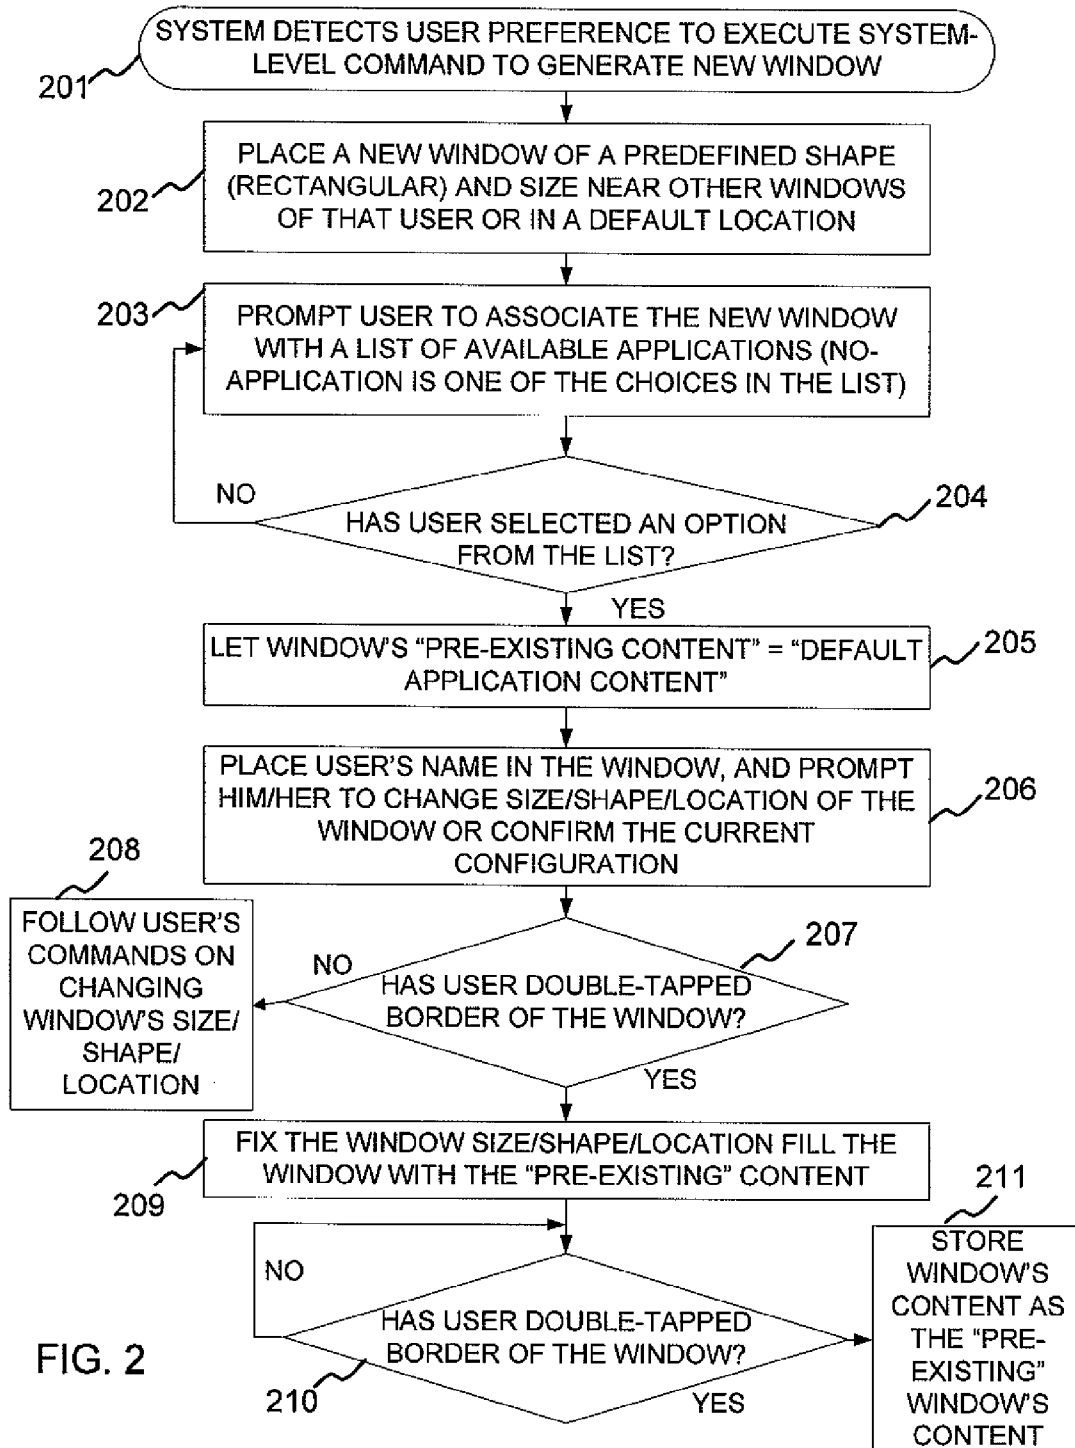 SYSTEM DETECTS USER PREFERENCE TO EXECUTE SYSTEM-
LEVEL COMMAND TO GENERATE NEW WINDOW
201
PLACE A NEW WINDOW OF A PREDEFINED SHAPE
(RECTANGULAR) AND SIZE NEAR OTHER WINDOWS
OF THAT USER OR IN A DEFAULT LOCATION
202
203
PROMPT USER TO ASSOCIATE THE NEW WINDOW
WITH A LIST OF AVAILABLE APPLICATIONS (NO-
APPLICATION IS ONE OF THE CHOICES IN THE LIST)
NO
204
HAS USER SELECTED AN OPTION
FROM THE LIST?
YES
LET WINDOW'S “PRE-EXISTING CONTENT” = “DEFAULT
APPLICATION CONTENT”
205
PLACE USER'S NAME IN THE WINDOW, AND PROMPT
HIM/HER TO CHANGE SIZE/SHAPE/LOCATION OF THE
WINDOW OR CONFIRM THE CURRENT
CONFIGURATION
206
208
FOLLOW USER'S
COMMANDS ON
CHANGING
WINDOW'S SIZE/
SHAPE/
LOCATION
NO
207
HAS USER DOUBLE-TAPPED
BORDER OF THE WINDOW?
YES
FIX THE WINDOW SIZE/SHAPE/LOCATION FILL THE
WINDOW WITH THE “PRE-EXISTING” CONTENT
209
211
NO
HAS USER DOUBLE-TAPPED
BORDER OF THE WINDOW?
210
YES
STORE
WINDOW'S
CONTENT AS
THE “PRE-
EXISTING”
WINDOW'S
CONTENT
FIG. 2